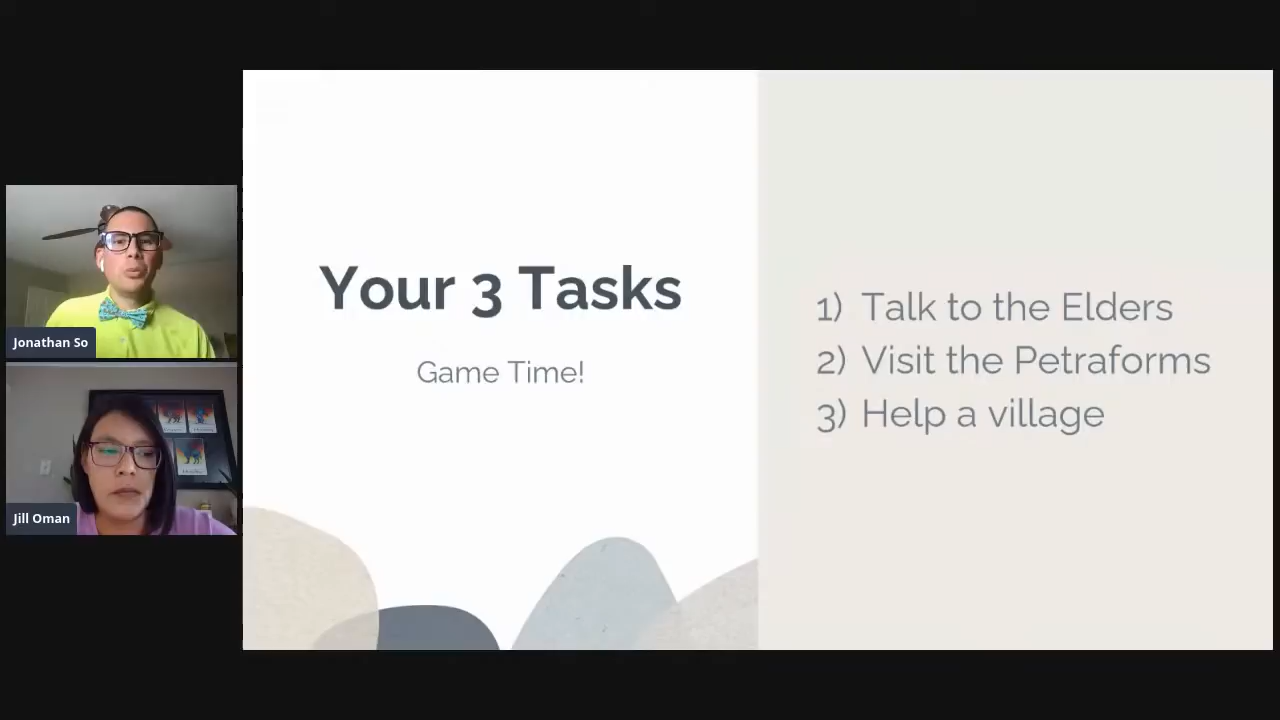 Your 3 Tasks
Game Time!
1) Talk to the Elders
2) Visit the Petraforms
3) Help a village
Jonathan So
Jill Oman